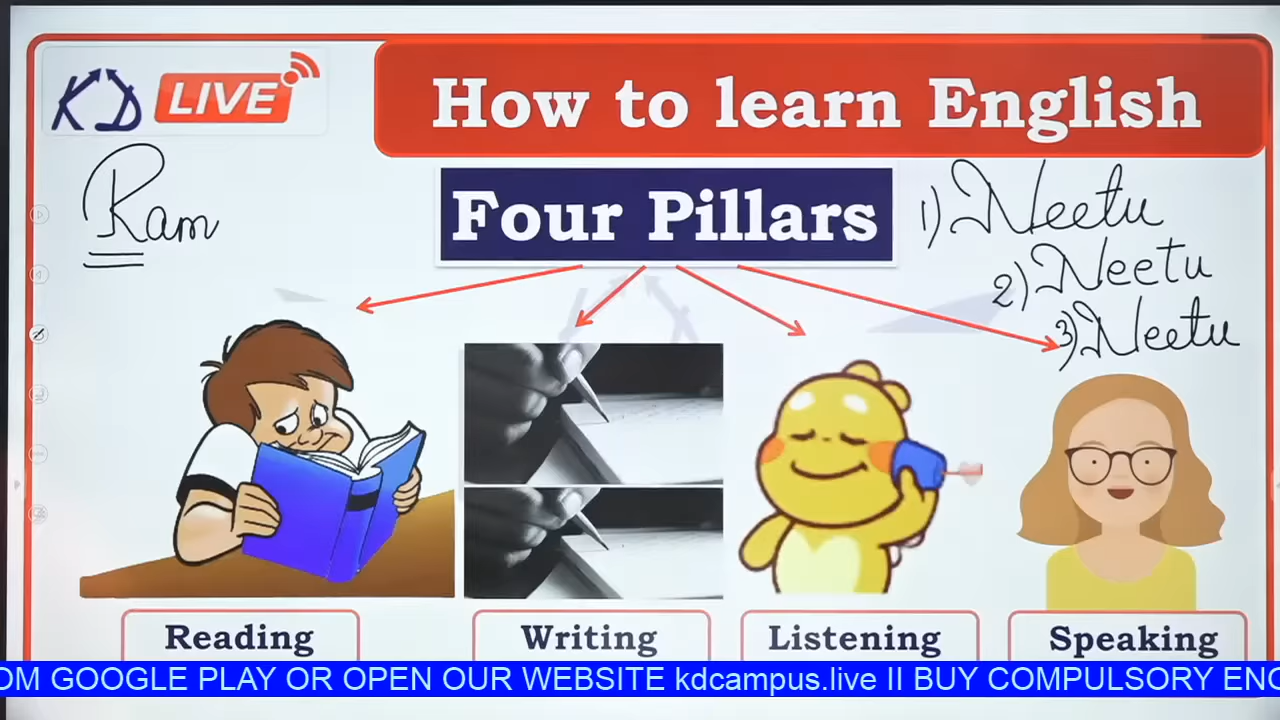 KD LIVE
How to learn English
Four Pillars
Ram
1) Neetu
2) Neetu
3) Neetu
Reading
Writing
Listening
Speaking
OM GOOGLE PLAY OR OPEN OUR WEBSITE kdcampus.live II BUY COMPULSORY ENG